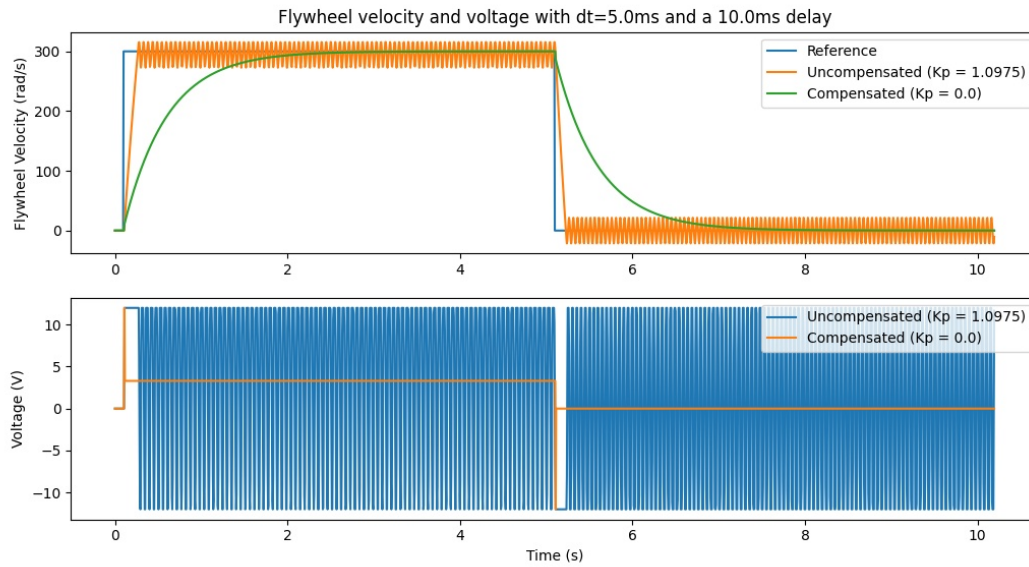 Flywheel velocity and voltage with dt=5.0ms and a 10.0ms delay
Flywheel Velocity (rad/s)
300
200
100
0
Reference
Uncompensated (Kp = 1.0975)
Compensated (Kp = 0.0)
0
2
4
6
8
10
Voltage (V)
10
5
0
−5
−10
Uncompensated (Kp = 1.0975)
Compensated (Kp = 0.0)
0
2
4
6
8
10
Time (s)